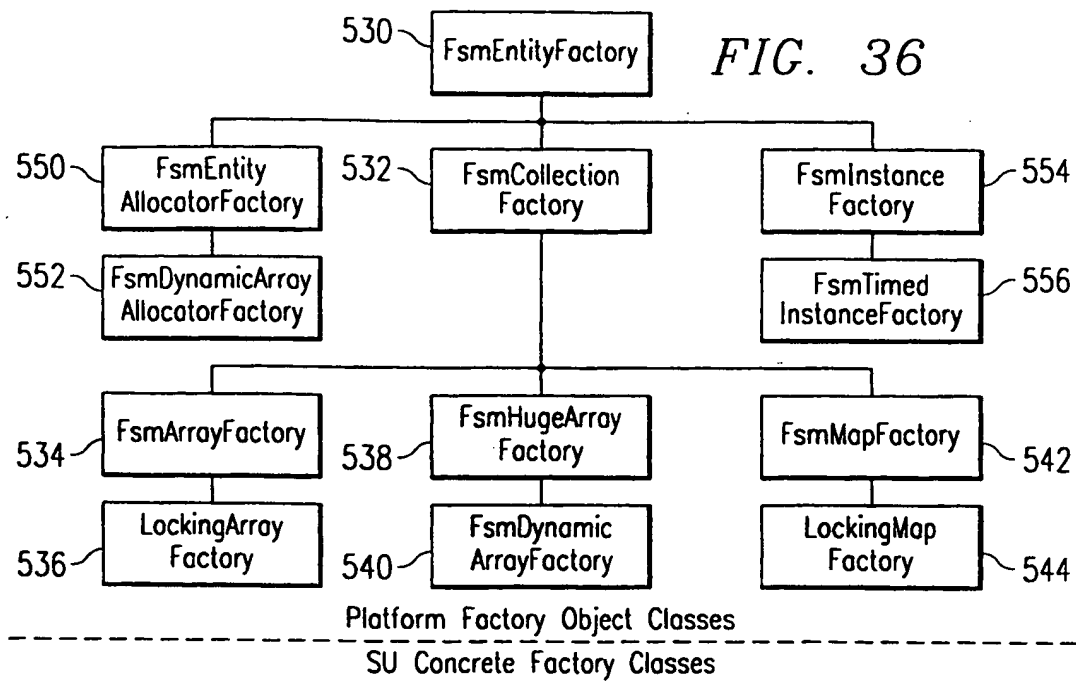 530
FsmEntityFactory
FIG. 36
550
FsmEntity
AllocatorFactory
532
FsmCollection
Factory
FsmInstance
Factory
554
552
FsmDynamicArray
AllocatorFactory
FsmTimed
InstanceFactory
556
534
FsmArrayFactory
538
FsmHugeArray
Factory
FsmMapFactory
542
536
LockingArray
Factory
540
FsmDynamic
ArrayFactory
LockingMap
Factory
544
Platform Factory Object Classes
SU Concrete Factory Classes